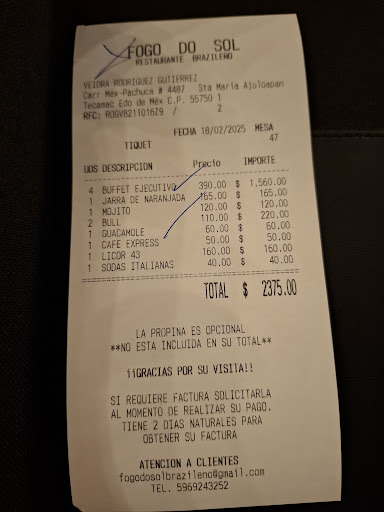 FOGO DO SOL
RESTAURANTE BRAZILENO
VEIDRA RODRIGUEZ GUTIERREZ
Carr Méx-Pachuca # 4487 Sta María Ajoloapan
Tecamac Edo de Méx C.P. 55750 1
RFC: ROGV8211016Z9 / 2
FECHA 18/02/2025 MESA
47
TIQUET
UDS DESCRIPCION Precio IMPORTE
4 BUFFET EJECUTIVO 390.00 $ 1,560.00
1 JARRA DE NARANJADA 165.00 $ 165.00
1 MOJITO 120.00 $ 120.00
2 BULL 110.00 $ 220.00
1 GUACAMOLE 60.00 $ 60.00
1 CAFE EXPRESS 50.00 $ 50.00
1 LICOR 43 160.00 $ 160.00
1 SODAS ITALIANAS 40.00 $ 40.00
TOTAL $ 2375.00
LA PROPINA ES OPCIONAL
**NO ESTA INCLUIDA EN SU TOTAL**
¡¡GRACIAS POR SU VISITA!!
SI REQUIERE FACTURA SOLICITARLA
AL MOMENTO DE REALIZAR SU PAGO.
TIENE 2 DIAS NATURALES PARA
OBTENER SU FACTURA
ATENCION A CLIENTES
fogodosolbrazileno@gmail.com
TEL. 5969243252